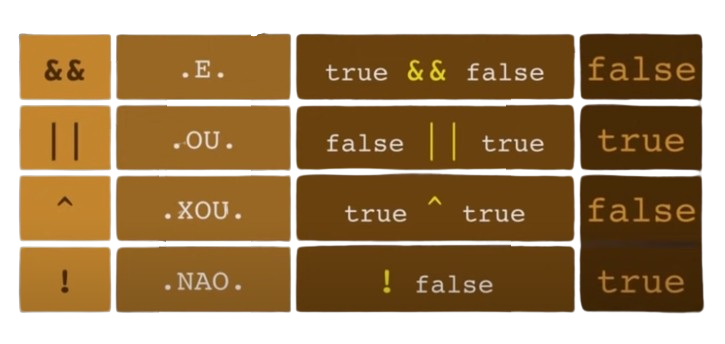 && .E. true && false false
|| .OU. false || true true
^ .XOU. true ^ true false
! .NAO. ! false true